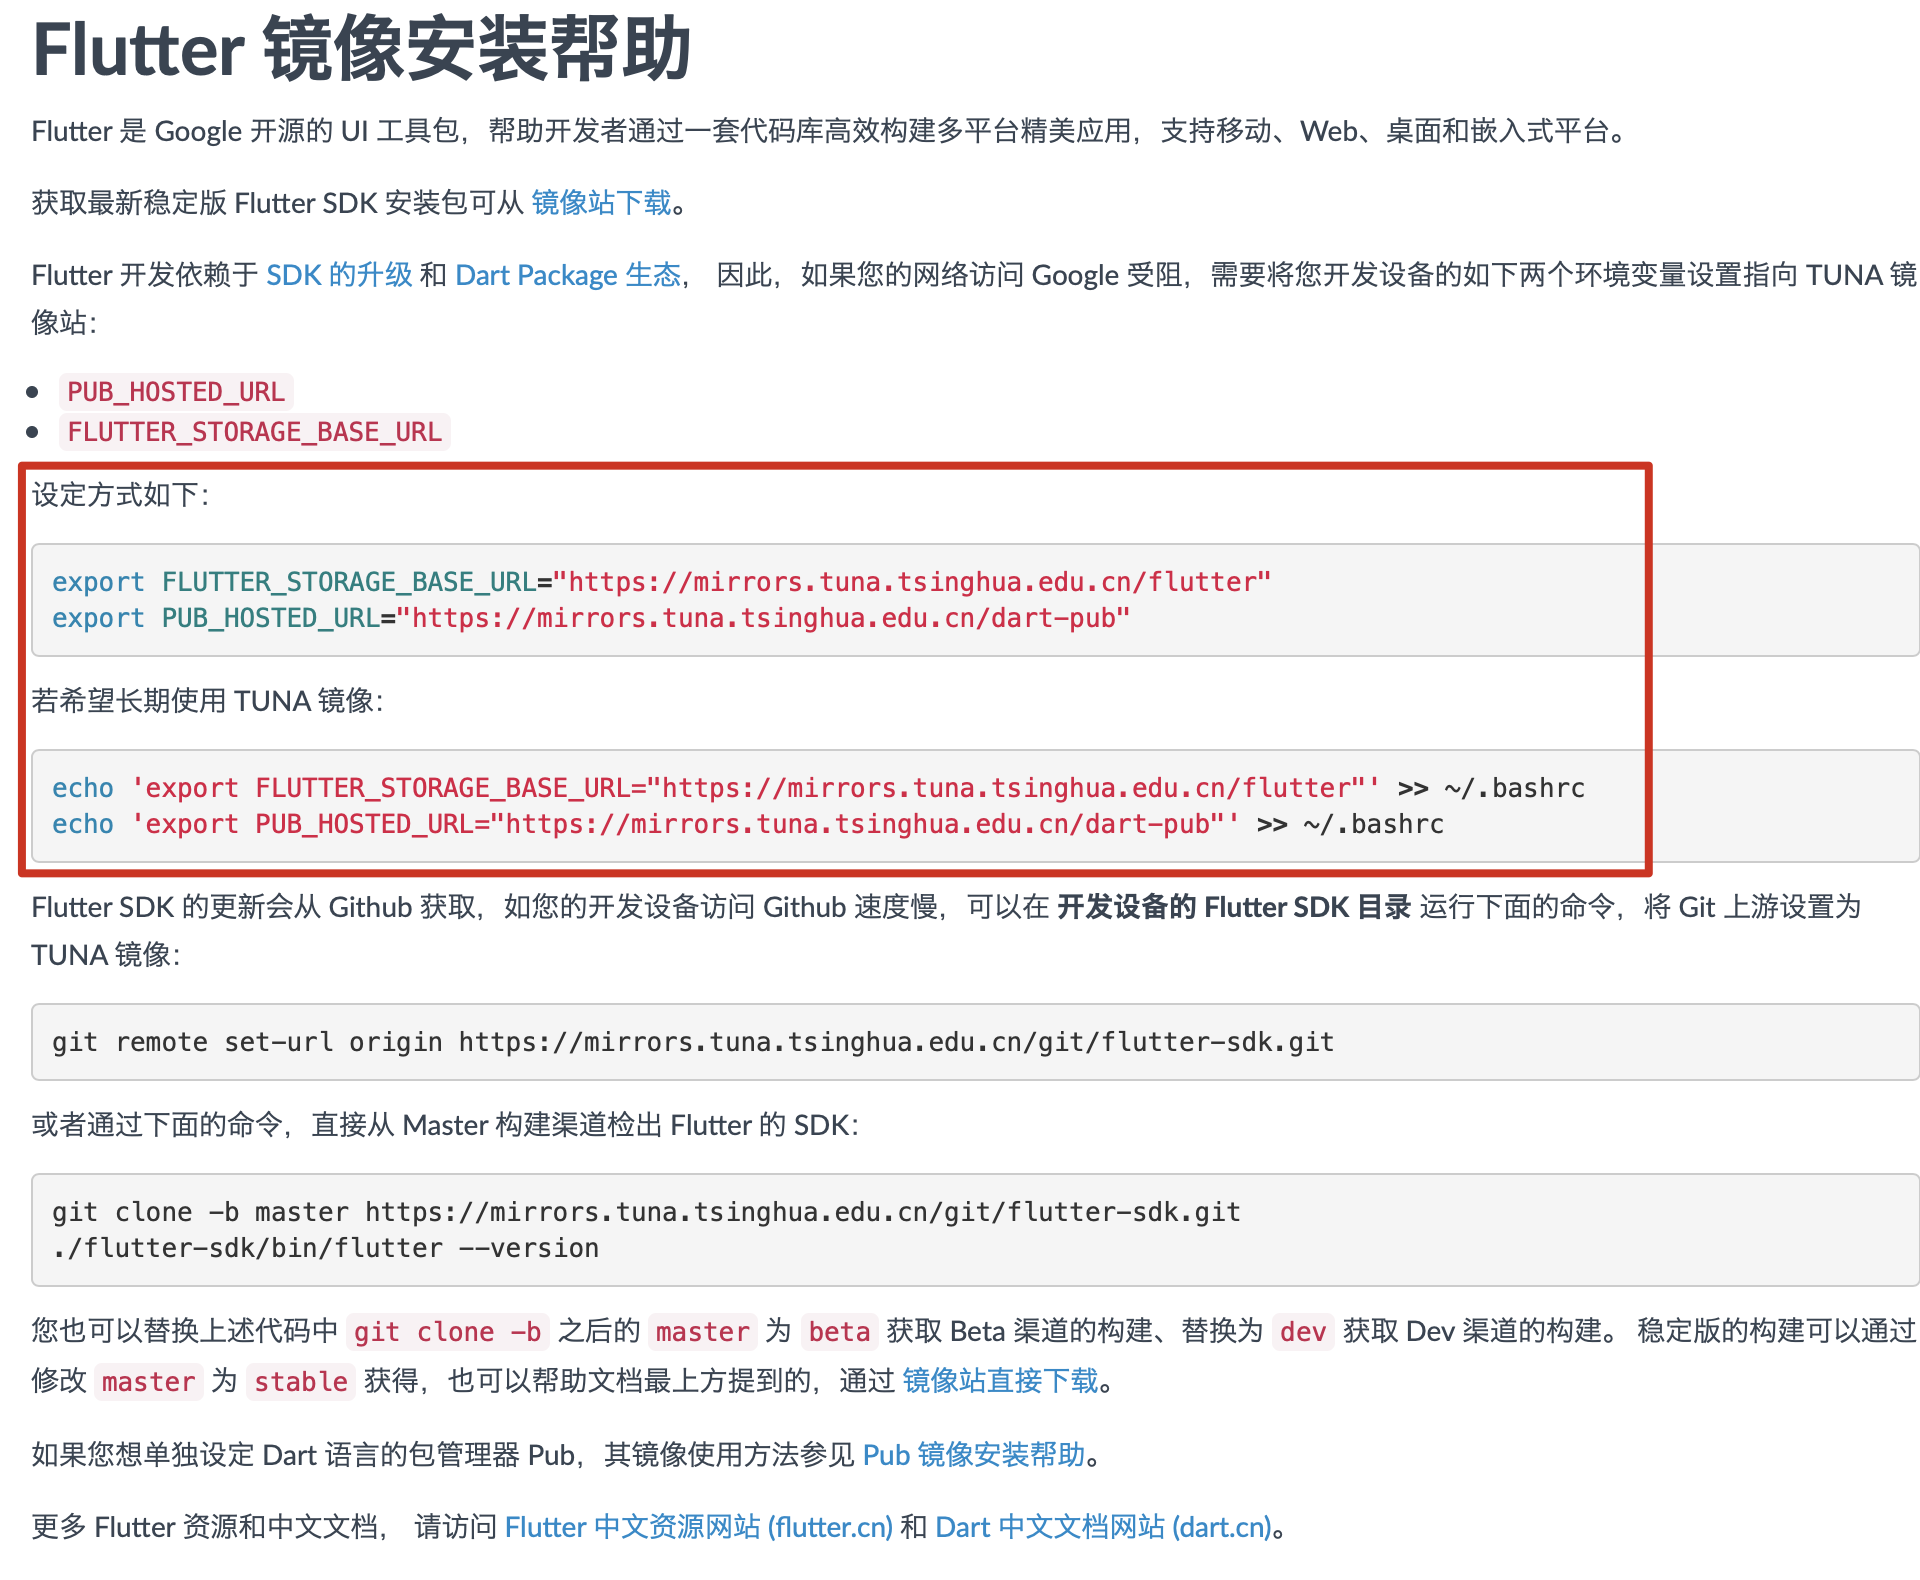 Flutter 镜像安装帮助
Flutter 是 Google 开源的 UI 工具包，帮助开发者通过一套代码库高效构建多平台精美应用，支持移动、Web、桌面和嵌入式平台。
获取最新稳定版 Flutter SDK 安装包可从 镜像站下载。
Flutter 开发依赖于 SDK 的升级 和 Dart Package 生态， 因此，如果您的网络访问 Google 受阻，需要将您开发设备的如下两个环境变量设置指向 TUNA 镜
像站：
PUB_HOSTED_URL
FLUTTER_STORAGE_BASE_URL
设定方式如下：
export FLUTTER_STORAGE_BASE_URL="https://mirrors.tuna.tsinghua.edu.cn/flutter"
export PUB_HOSTED_URL="https://mirrors.tuna.tsinghua.edu.cn/dart-pub"
若希望长期使用 TUNA 镜像：
echo 'export FLUTTER_STORAGE_BASE_URL="https://mirrors.tuna.tsinghua.edu.cn/flutter"' >> ~/.bashrc
echo 'export PUB_HOSTED_URL="https://mirrors.tuna.tsinghua.edu.cn/dart-pub"' >> ~/.bashrc
Flutter SDK 的更新会从 Github 获取，如您的开发设备访问 Github 速度慢，可以在 开发设备的 Flutter SDK 目录 运行下面的命令，将 Git 上游设置为
TUNA 镜像：
git remote set-url origin https://mirrors.tuna.tsinghua.edu.cn/git/flutter-sdk.git
或者通过下面的命令，直接从 Master 构建渠道检出 Flutter 的 SDK：
git clone -b master https://mirrors.tuna.tsinghua.edu.cn/git/flutter-sdk.git
./flutter-sdk/bin/flutter --version
您也可以替换上述代码中 git clone -b 之后的 master 为 beta 获取 Beta 渠道的构建、替换为 dev 获取 Dev 渠道的构建。 稳定版的构建可以通过
修改 master 为 stable 获得，也可以帮助文档最上方提到的，通过 镜像站直接下载。
如果您想单独设定 Dart 语言的包管理器 Pub，其镜像使用方法参见 Pub 镜像安装帮助。
更多 Flutter 资源和中文文档， 请访问 Flutter 中文资源网站 (flutter.cn) 和 Dart 中文文档网站 (dart.cn)。